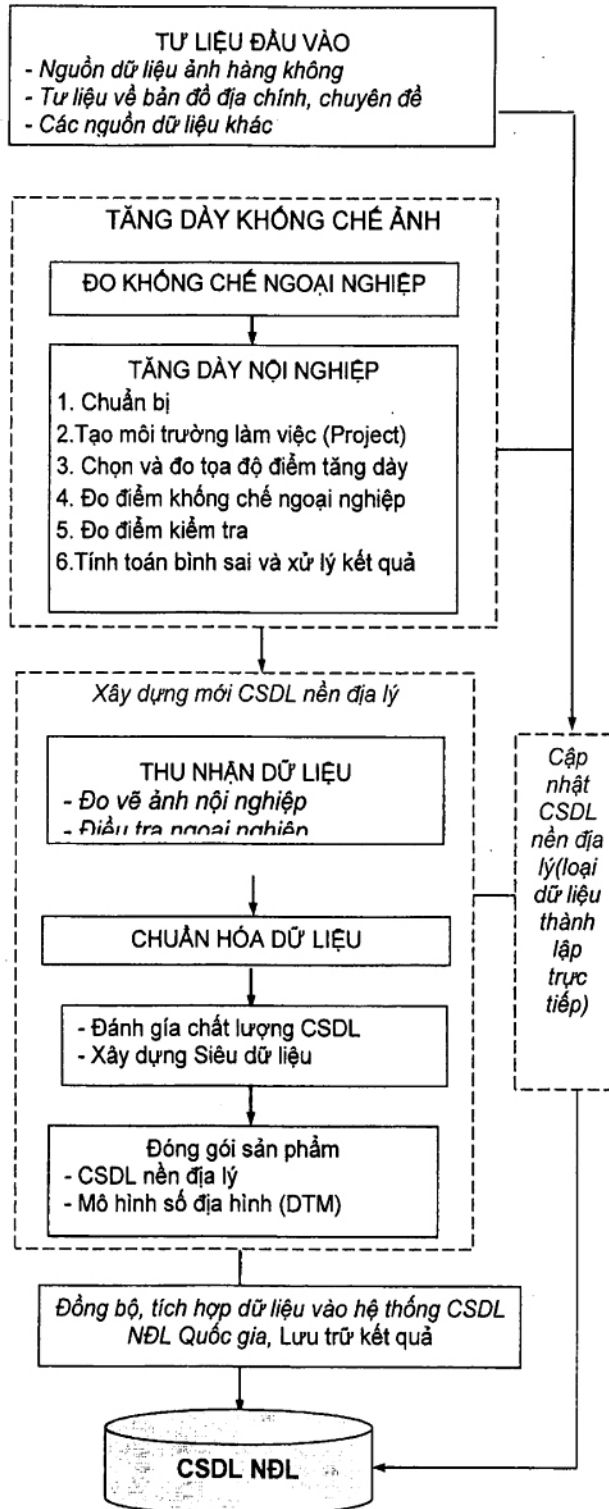 TƯ LIỆU ĐẦU VÀO
- Nguồn dữ liệu ảnh hàng không
- Tư liệu về bản đồ địa chính, chuyên đề
- Các nguồn dữ liệu khác
TĂNG DÀY KHỐNG CHẾ ẢNH
ĐO KHỐNG CHẾ NGOẠI NGHIỆP
TĂNG DÀY NỘI NGHIỆP
1. Chuẩn bị
2.Tạo môi trường làm việc (Project)
3. Chọn và đo tọa độ điểm tăng dày
4. Đo điểm khống chế ngoại nghiệp
5. Đo điểm kiểm tra
6.Tính toán bình sai và xử lý kết quả
Xây dựng mới CSDL nền địa lý
THU NHẬN DỮ LIỆU
- Đo vẽ ảnh nội nghiệp
- Điều tra ngoại nghiệp
CHUẨN HÓA DỮ LIỆU
- Đánh gía chất lượng CSDL
- Xây dựng Siêu dữ liệu
Đóng gói sản phẩm
- CSDL nền địa lý
- Mô hình số địa hình (DTM)
Cập
nhật
CSDL
nền địa
lý(loại
dữ liệu
thành
lập
trực
tiếp)
Đồng bộ, tích hợp dữ liệu vào hệ thống CSDL
NĐL Quốc gia, Lưu trữ kết quả
CSDL NĐL